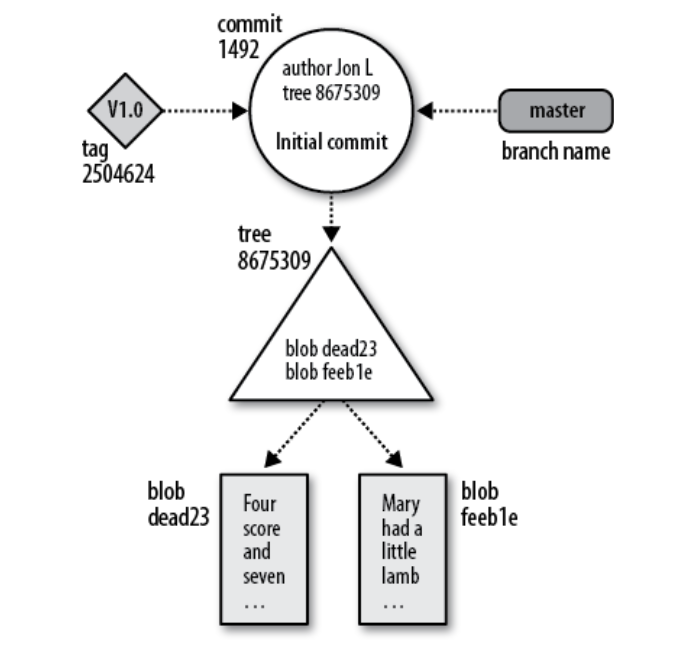 commit
1492
author Jon L
tree 8675309
Initial commit
V1.0
tag
2504624
master
branch name
tree
8675309
blob dead23
blob feeb1e
blob
dead23
Four
score
and
seven
...
Mary
had a
little
lamb
...
blob
feeb1e